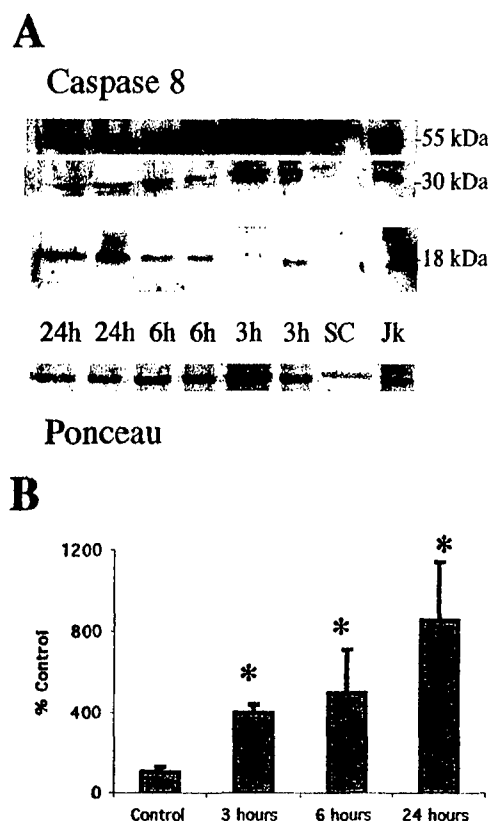 A
Caspase 8
-55 kDa
-30 kDa
-18 kDa
24h 24h 6h 6h 3h 3h SC Jk
Ponceau
B
1200
800
400
0
% Control
*
*
*
Control 3 hours 6 hours 24 hours